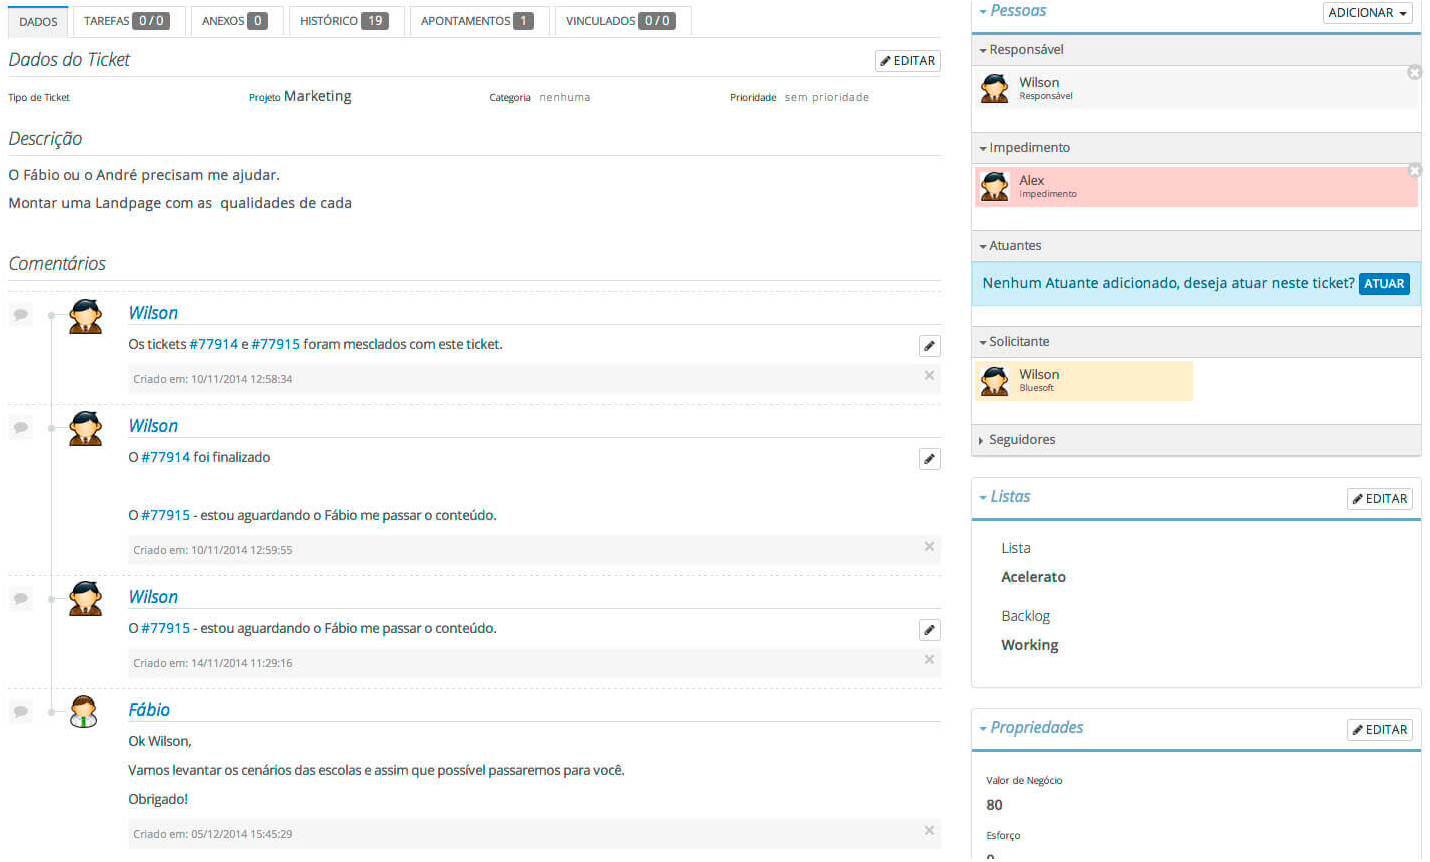 DADOS TAREFAS 0 / 0 ANEXOS 0 HISTÓRICO 19 APONTAMENTOS 1 VINCULADOS 0 / 0
Dados do Ticket EDITAR
Tipo de Ticket Projeto Marketing Categoria nenhuma Prioridade sem prioridade
Descrição
O Fábio ou o André precisam me ajudar.
Montar uma Landpage com as qualidades de cada
Comentários
Wilson
Os tickets #77914 e #77915 foram mesclados com este ticket.
Criado em: 10/11/2014 12:58:34
Wilson
O #77914 foi finalizado
O #77915 - estou aguardando o Fábio me passar o conteúdo.
Criado em: 10/11/2014 12:59:55
Wilson
O #77915 - estou aguardando o Fábio me passar o conteúdo.
Criado em: 14/11/2014 11:29:16
Fábio
Ok Wilson,
Vamos levantar os cenários das escolas e assim que possível passaremos para você.
Obrigado!
Criado em: 05/12/2014 15:45:29
Pessoas ADICIONAR
Responsável
Wilson
Responsável
Impedimento
Alex
Impedimento
Atuantes
Nenhum Atuante adicionado, deseja atuar neste ticket? ATUAR
Solicitante
Wilson
Bluesoft
Seguidores
Listas EDITAR
Lista
Acelerato
Backlog
Working
Propriedades EDITAR
Valor de Negócio
80
Esforço